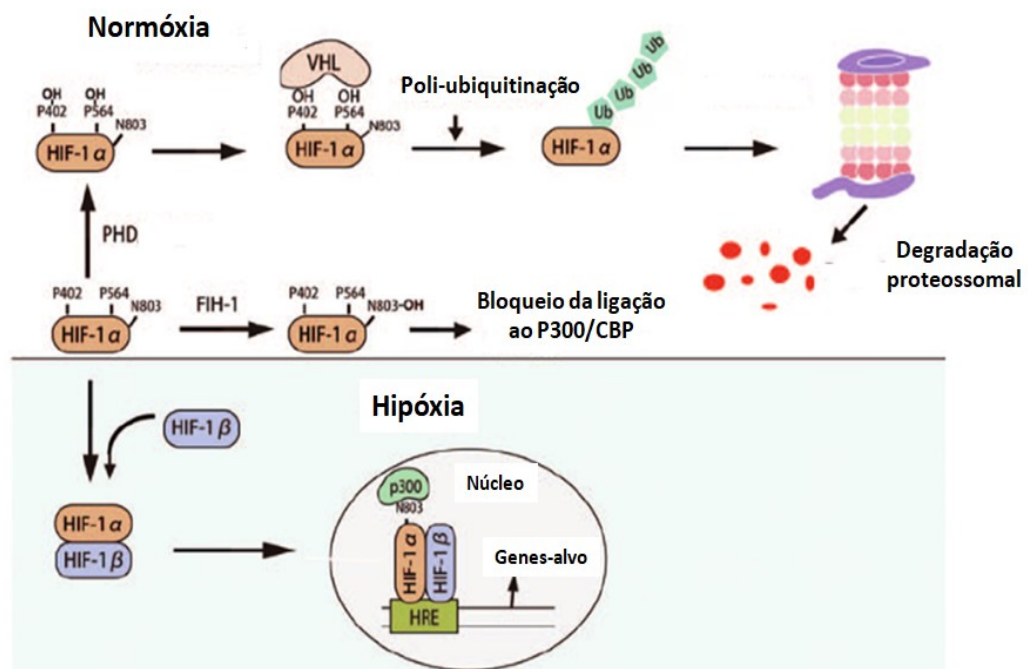 Normóxia
OH OH
P402 P564
N803
HIF-1α
VHL
OH OH
P402 P564
N803
HIF-1α
Poli-ubiquitinação
Ub
Ub
Ub
Ub
HIF-1α
PHD
Degradação
proteossomal
P402 P564
N803
HIF-1α
FIH-1
P402 P564
N803-OH
HIF-1α
Bloqueio da ligação
ao P300/CBP
Hipóxia
HIF-1β
HIF-1α
HIF-1β
p300
N803
Núcleo
HIF-1α
HIF-1β
HRE
Genes-alvo